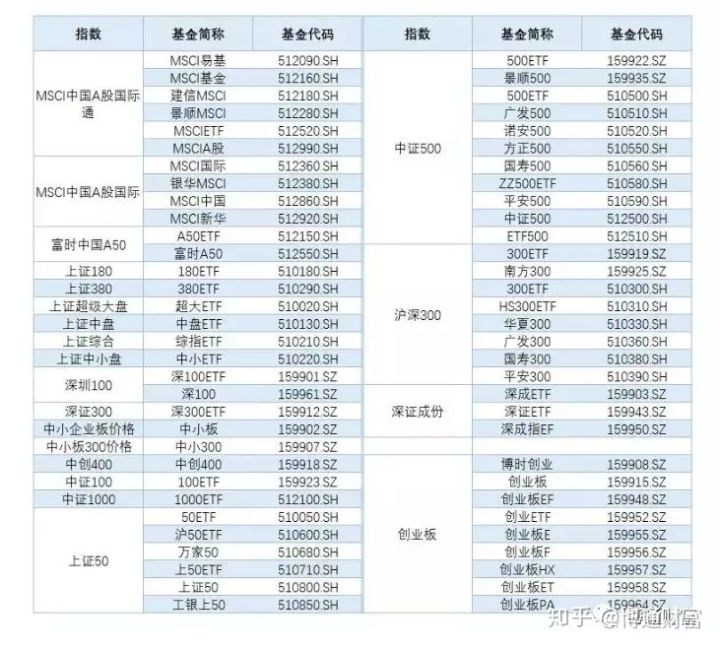 指数 基金简称 基金代码 指数 基金简称 基金代码
MSCI易基 512090.SH 500ETF 159922.SZ
MSCI基金 512160.SH 景顺500 159935.SZ
MSCI中国A股国际通 建信MSCI 512180.SH 500ETF 510500.SH
景顺MSCI 512280.SH 广发500 510510.SH
MSCIETF 512520.SH 诺安500 510520.SH
MSCIA股 512990.SH 中证500 方正500 510550.SH
MSCI国际 512360.SH 国寿500 510560.SH
MSCI中国A股国际 银华MSCI 512380.SH ZZ500ETF 510580.SH
MSCI中国 512860.SH 平安500 510590.SH
MSCI新华 512920.SH 中证500 512500.SH
富时中国A50 A50ETF 512150.SH ETF500 512510.SH
富时A50 512550.SH 300ETF 159919.SZ
上证180 180ETF 510180.SH 南方300 159925.SZ
上证380 380ETF 510290.SH 300ETF 510300.SH
上证超级大盘 超大ETF 510020.SH 沪深300 HS300ETF 510310.SH
上证中盘 中盘ETF 510130.SH 华夏300 510330.SH
上证综合 综指ETF 510210.SH 广发300 510360.SH
上证中小盘 中小ETF 510220.SH 国寿300 510380.SH
深圳100 深100ETF 159901.SZ 平安300 510390.SH
深100 159961.SZ 深成ETF 159903.SZ
深证300 深300ETF 159912.SZ 深证成份 深证ETF 159943.SZ
中小企业板价格 中小板 159902.SZ 深成指EF 159950.SZ
中小板300价格 中小300 159907.SZ
中创400 中创400 159918.SZ 博时创业 159908.SZ
中证100 100ETF 159923.SZ 创业板 159915.SZ
中证1000 1000ETF 512100.SH 创业板EF 159948.SZ
50ETF 510050.SH 创业ETF 159952.SZ
沪50ETF 510600.SH 创业板 创业板E 159955.SZ
万家50 510680.SH 创业板F 159956.SZ
上证50 上50ETF 510710.SH 创业板HX 159957.SZ
上证50 510800.SH 创业板ET 159958.SZ
工银上50 510850.SH 创业板PA 159964.SZ
知乎 @博通财富